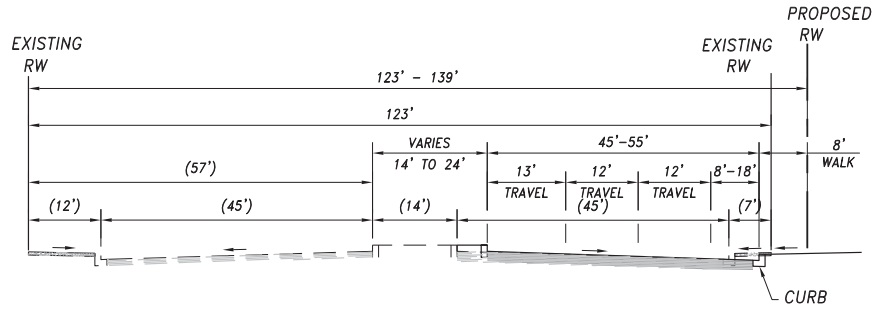 PROPOSED
RW
EXISTING
RW
EXISTING
RW
123' - 139'
123'
VARIES
14' TO 24'
45'-55'
8'
WALK
(57')
13'
TRAVEL
12'
TRAVEL
12'
TRAVEL
8'-18'
(12')
(45')
(14')
(45')
(7')
CURB